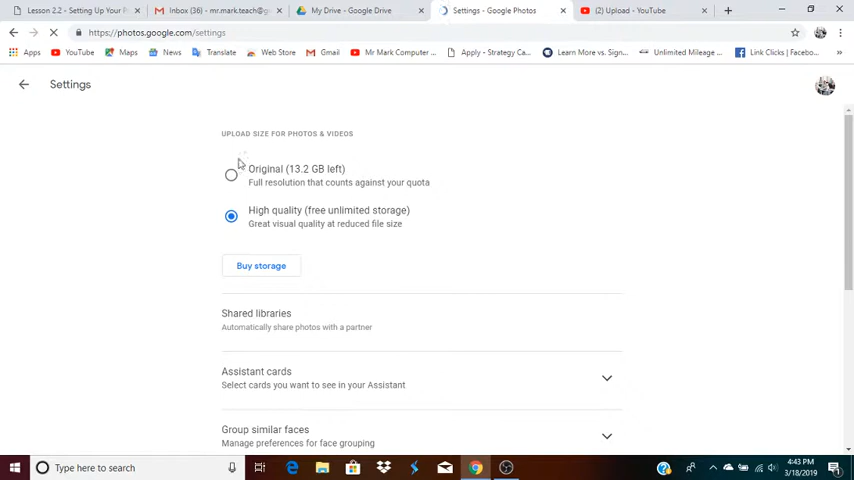 Lesson 2.2 - Setting Up Your P
Inbox (36) - mr.mark.teach@g
My Drive - Google Drive
Settings - Google Photos
(2) Upload - YouTube
https://photos.google.com/settings
Apps
YouTube
Maps
News
Translate
Web Store
Gmail
Mr Mark Computer ...
Apply - Strategy Ca...
Learn More vs. Sign...
Unlimited Mileage ...
Link Clicks | Facebo...
Settings
UPLOAD SIZE FOR PHOTOS & VIDEOS
Original (13.2 GB left)
Full resolution that counts against your quota
High quality (free unlimited storage)
Great visual quality at reduced file size
Buy storage
Shared libraries
Automatically share photos with a partner
Assistant cards
Select cards you want to see in your Assistant
Group similar faces
Manage preferences for face grouping
Type here to search
4:43 PM
3/18/2019